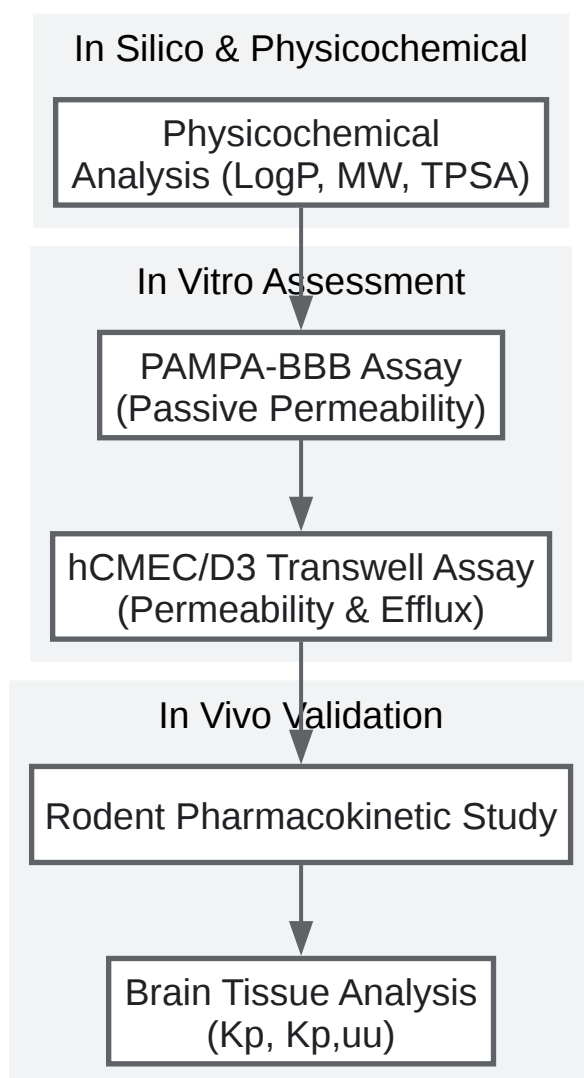 In Silico & Physicochemical
Physicochemical
Analysis (LogP, MW, TPSA)
In Vitro Assessment
PAMPA-BBB Assay
(Passive Permeability)
hCMEC/D3 Transwell Assay
(Permeability & Efflux)
In Vivo Validation
Rodent Pharmacokinetic Study
Brain Tissue Analysis
(Kp, Kp,uu)